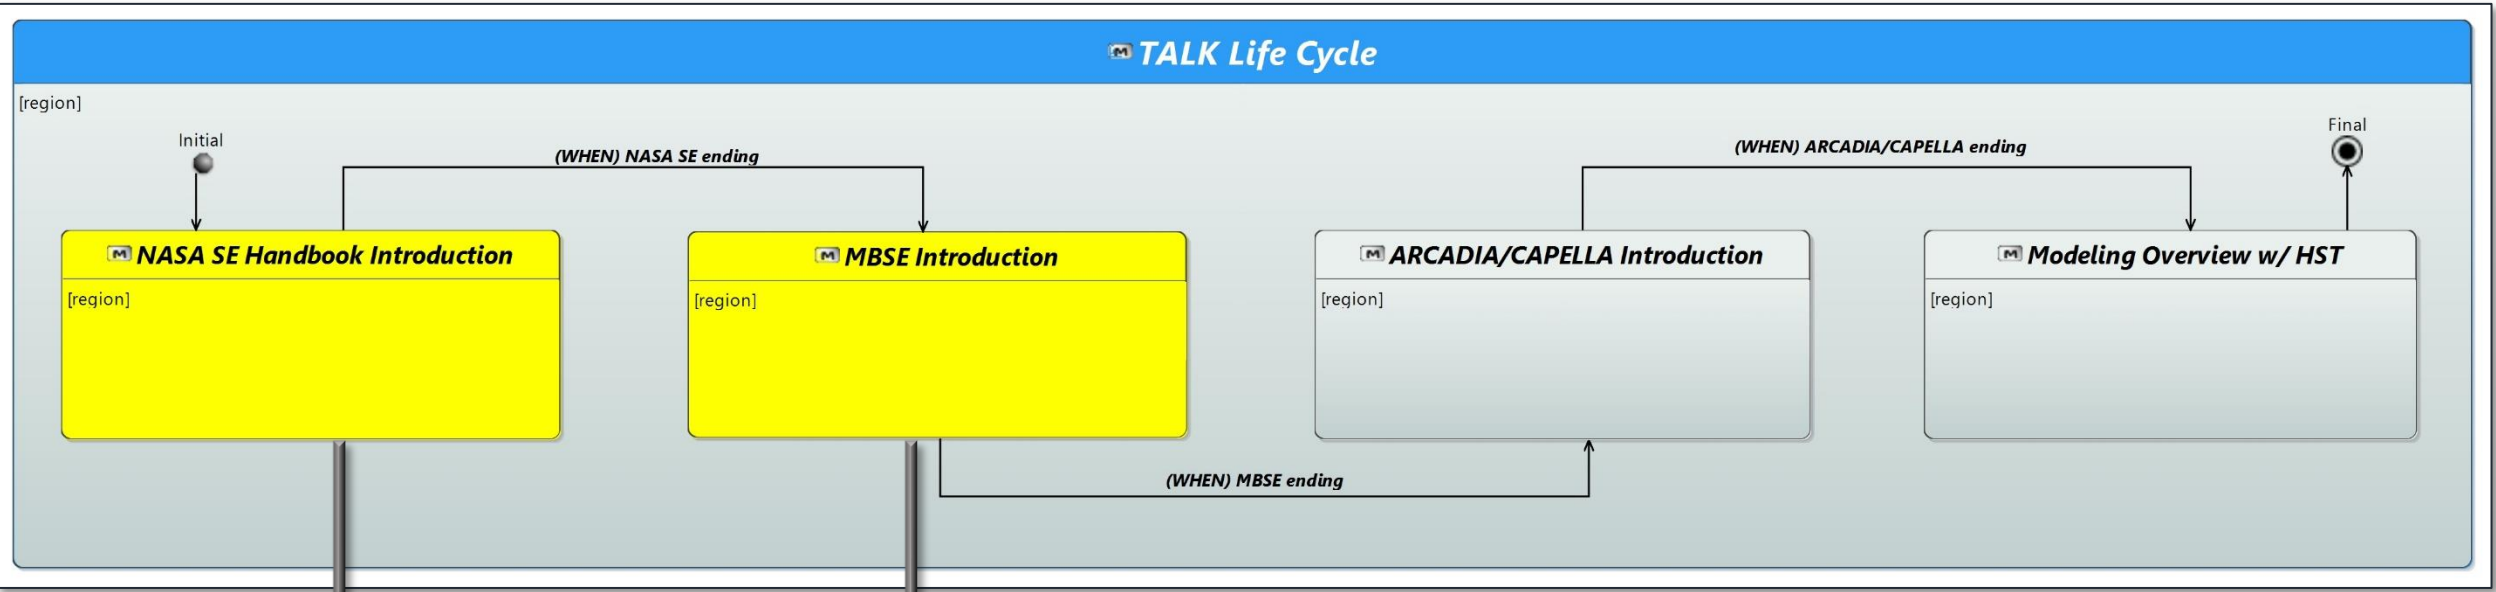 TALK Life Cycle
[region]
Initial
Final
(WHEN) NASA SE ending
(WHEN) ARCADIA/CAPELLA ending
NASA SE Handbook Introduction
[region]
MBSE Introduction
[region]
ARCADIA/CAPELLA Introduction
[region]
Modeling Overview w/ HST
[region]
(WHEN) MBSE ending